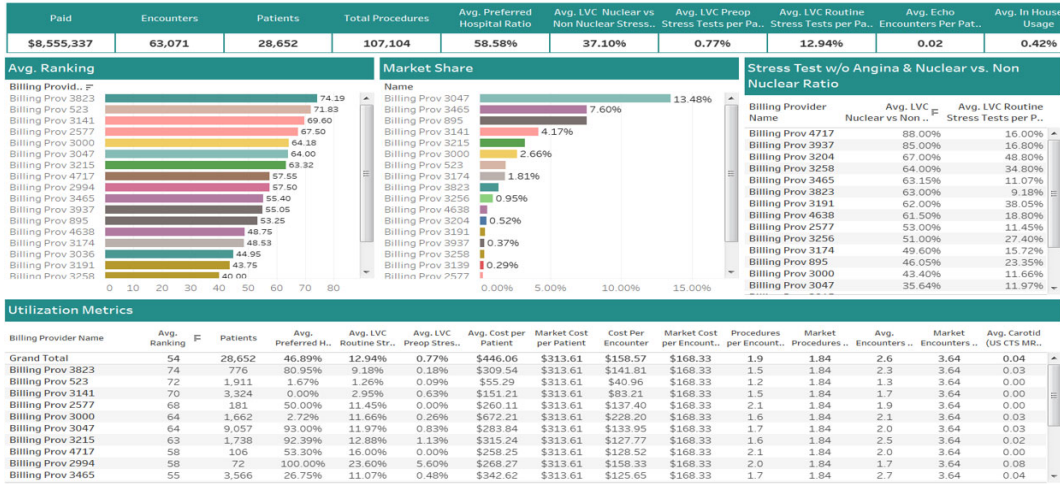 Paid Encounters Patients Total Procedures Avg. Preferred Hospital Ratio Avg. LVC Nuclear vs Non Nuclear Stress.. Avg. LVC Preop Stress Tests per Pa.. Avg. LVC Routine Stress Tests per Pa.. Avg. Echo Encounters Per Pat.. Avg. In House Usage
$8,555,337 63,071 28,652 107,104 58.58% 37.10% 0.77% 12.94% 0.02 0.42%
Avg. Ranking
Billing Provid..
Billing Prov 3823 74.19
Billing Prov 523 71.83
Billing Prov 3141 69.60
Billing Prov 2577 67.50
Billing Prov 3000 64.18
Billing Prov 3047 64.00
Billing Prov 3215 63.32
Billing Prov 4717 57.55
Billing Prov 2994 57.50
Billing Prov 3465 55.40
Billing Prov 3937 55.05
Billing Prov 895 53.25
Billing Prov 4638 48.75
Billing Prov 3174 48.53
Billing Prov 3036 44.95
Billing Prov 3191 43.75
Billing Prov 3258 40.00
0 10 20 30 40 50 60 70 80
Market Share
Name
Billing Prov 3047 13.48%
Billing Prov 3465 7.60%
Billing Prov 895
Billing Prov 3141 4.17%
Billing Prov 3215
Billing Prov 3000 2.66%
Billing Prov 523
Billing Prov 3174 1.81%
Billing Prov 3823
Billing Prov 3256 0.95%
Billing Prov 4638
Billing Prov 3204 0.52%
Billing Prov 3191
Billing Prov 3937 0.37%
Billing Prov 3258
Billing Prov 3139 0.29%
Billing Prov 2577
0.00% 5.00% 10.00% 15.00%
Stress Test w/o Angina & Nuclear vs. Non
Nuclear Ratio
Billing Provider Name Avg. LVC Nuclear vs Non .. Avg. LVC Routine Stress Tests per P..
Billing Prov 4717 88.00% 16.00%
Billing Prov 3937 85.00% 16.80%
Billing Prov 3204 67.00% 48.80%
Billing Prov 3258 64.00% 34.80%
Billing Prov 3465 63.15% 11.07%
Billing Prov 3823 63.00% 9.18%
Billing Prov 3191 62.00% 38.05%
Billing Prov 4638 61.50% 18.80%
Billing Prov 2577 53.00% 11.45%
Billing Prov 3256 51.00% 27.40%
Billing Prov 3174 49.60% 15.72%
Billing Prov 895 46.05% 23.35%
Billing Prov 3000 43.40% 11.66%
Billing Prov 3047 35.64% 11.97%
Utilization Metrics
Billing Provider Name Avg. Ranking Patients Avg. Preferred H.. Avg. LVC Routine Str.. Avg. LVC Preop Stres.. Avg. Cost per Patient Market Cost per Patient Cost Per Encounter Market Cost per Encount.. Procedures per Encount.. Market Procedures .. Avg. Encounters .. Market Encounters .. Avg. Carotid (US CTS MR..
Grand Total 54 28,652 46.89% 12.94% 0.77% $446.06 $313.61 $158.57 $168.33 1.9 1.84 2.6 3.64 0.04
Billing Prov 3823 74 776 80.95% 9.18% 0.18% $309.54 $313.61 $141.81 $168.33 1.5 1.84 2.3 3.64 0.03
Billing Prov 523 72 1,911 1.67% 1.26% 0.09% $55.29 $313.61 $40.96 $168.33 1.2 1.84 1.3 3.64 0.00
Billing Prov 3141 70 3,324 0.00% 2.95% 0.63% $151.21 $313.61 $83.21 $168.33 1.5 1.84 1.7 3.64 0.00
Billing Prov 2577 68 181 50.00% 11.45% 0.00% $260.11 $313.61 $137.40 $168.33 2.1 1.84 1.9 3.64 0.00
Billing Prov 3000 64 1,662 2.72% 11.66% 0.26% $672.21 $313.61 $228.20 $168.33 1.6 1.84 2.1 3.64 0.03
Billing Prov 3047 64 9,057 93.00% 11.97% 0.83% $283.84 $313.61 $133.95 $168.33 1.7 1.84 2.0 3.64 0.03
Billing Prov 3215 63 1,738 92.39% 12.88% 1.13% $315.24 $313.61 $127.77 $168.33 1.6 1.84 2.5 3.64 0.02
Billing Prov 4717 58 106 53.30% 16.00% 0.00% $258.25 $313.61 $128.52 $168.33 2.1 1.84 2.0 3.64 0.00
Billing Prov 2994 58 72 100.00% 23.60% 5.60% $268.27 $313.61 $158.33 $168.33 2.0 1.84 1.7 3.64 0.08
Billing Prov 3465 55 3,566 26.75% 11.07% 0.48% $342.62 $313.61 $125.65 $168.33 1.7 1.84 2.7 3.64 0.04